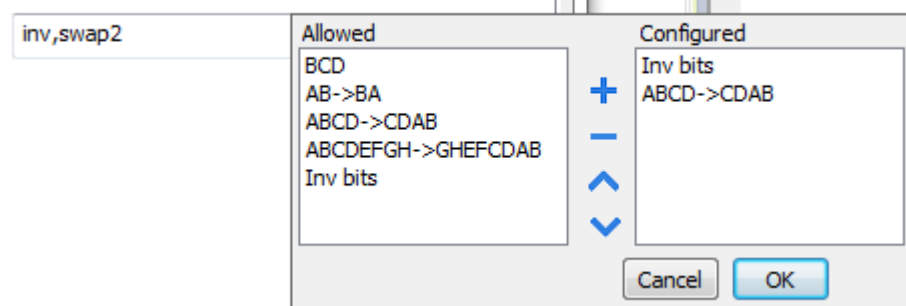 inv,swap2
Allowed
BCD
AB->BA
ABCD->CDAB
ABCDEFGH->GHEFCDAB
Inv bits
Configured
Inv bits
ABCD->CDAB
Cancel
OK